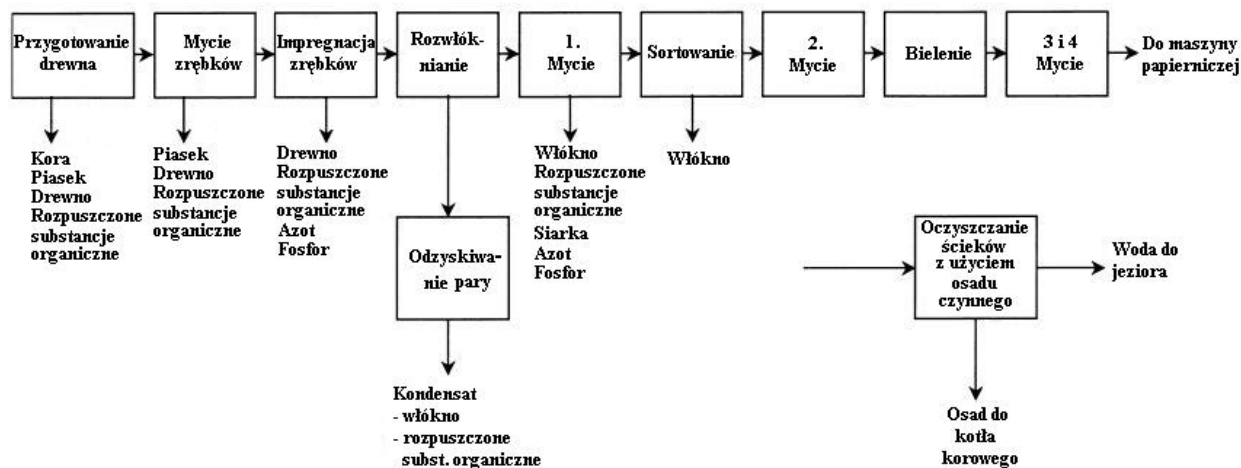 Przygotowanie
drewna
Mycie
zrębków
Impregnacja
zrębków
Rozwłók-
nianie
1.
Mycie
Sortowanie
2.
Mycie
Bielenie
3 i 4
Mycie
Do maszyny
papierniczej
Kora
Piasek
Drewno
Rozpuszczone
substancje
organiczne
Piasek
Drewno
Rozpuszczone
substancje
organiczne
Drewno
Rozpuszczone
substancje
organiczne
Azot
Fosfor
Włókno
Rozpuszczone
substancje
organiczne
Siarka
Azot
Fosfor
Włókno
Odzyskiwa-
nie pary
Kondensat
- włókno
- rozpuszczone
subst. organiczne
Oczyszczanie
ścieków
z użyciem
osadu
czynnego
Woda do
jeziora
Osad do
kotła
korowego